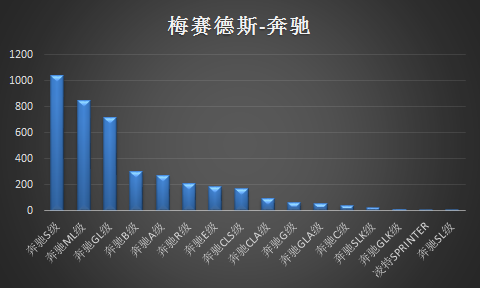 梅赛德斯-奔驰
1200
1000
800
600
400
200
0
奔驰S级
奔驰ML级
奔驰GL级
奔驰B级
奔驰A级
奔驰R级
奔驰E级
奔驰CLS级
奔驰CLA级
奔驰G级
奔驰GLA级
奔驰C级
奔驰SLK级
奔驰GLK级
凌特SPRINTER
奔驰SL级